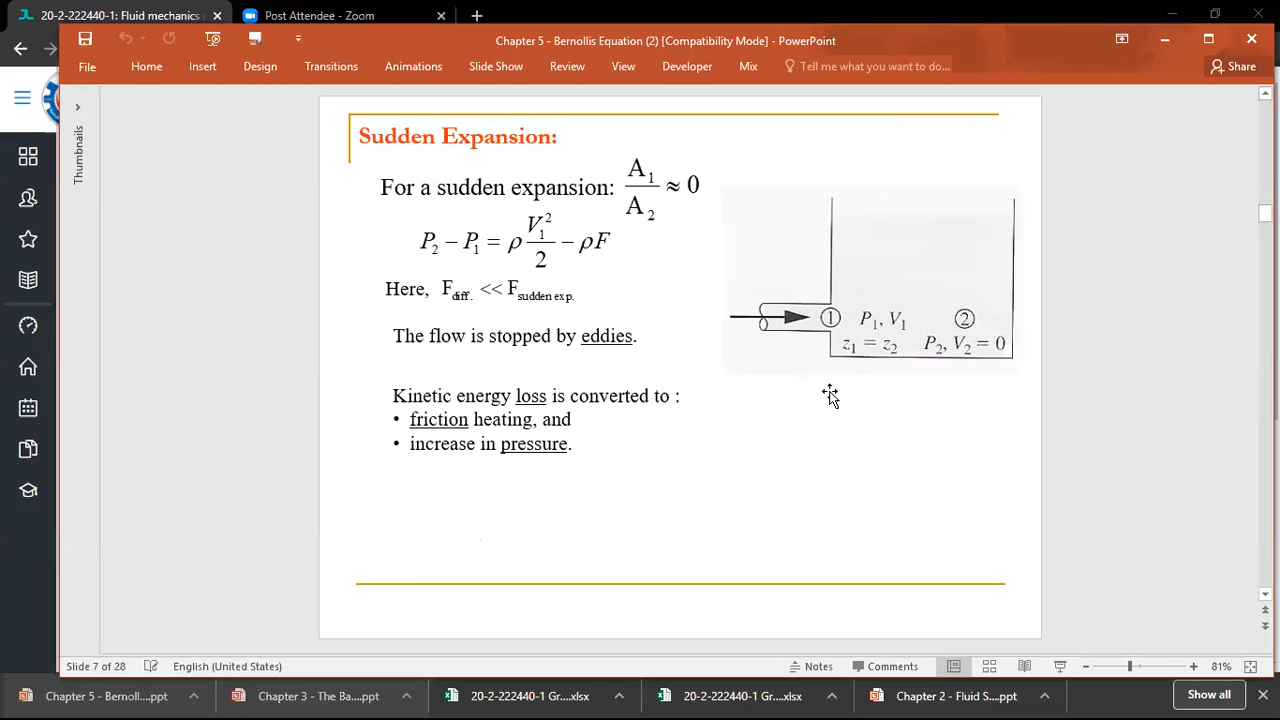 20-2-222440-1: Fluid mechanics
Post Attendee - Zoom
Chapter 5 - Bernollis Equation (2) [Compatibility Mode] - PowerPoint
File Home Insert Design Transitions Animations Slide Show Review View Developer Mix Tell me what you want to do... Share
Thumbnails
Sudden Expansion:
For a sudden expansion: A₁/A₂ ≈ 0
P₂ − P₁ = ρ V₁²/2 − ρF
Here, F diff. << F sudden exp.
The flow is stopped by eddies.
Kinetic energy loss is converted to :
• friction heating, and
• increase in pressure.
① P₁, V₁ ②
z₁ = z₂ P₂, V₂ = 0
Slide 7 of 28 English (United States) Notes Comments 81%
Chapter 5 - Bernoll....ppt Chapter 3 - The Ba....ppt 20-2-222440-1 Gr....xlsx 20-2-222440-1 Gr....xlsx Chapter 2 - Fluid S....ppt Show all